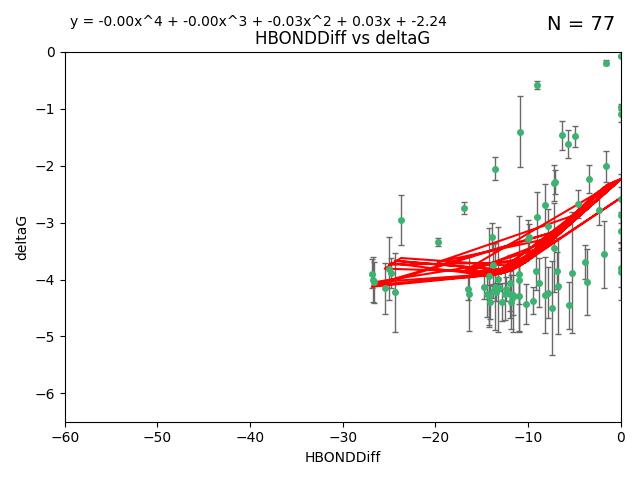 y = -0.00x^4 + -0.00x^3 + -0.03x^2 + 0.03x + -2.24
N = 77
HBONDDiff vs deltaG
0
−1
−2
−3
−4
−5
−6
deltaG
−60 −50 −40 −30 −20 −10 0
HBONDDiff